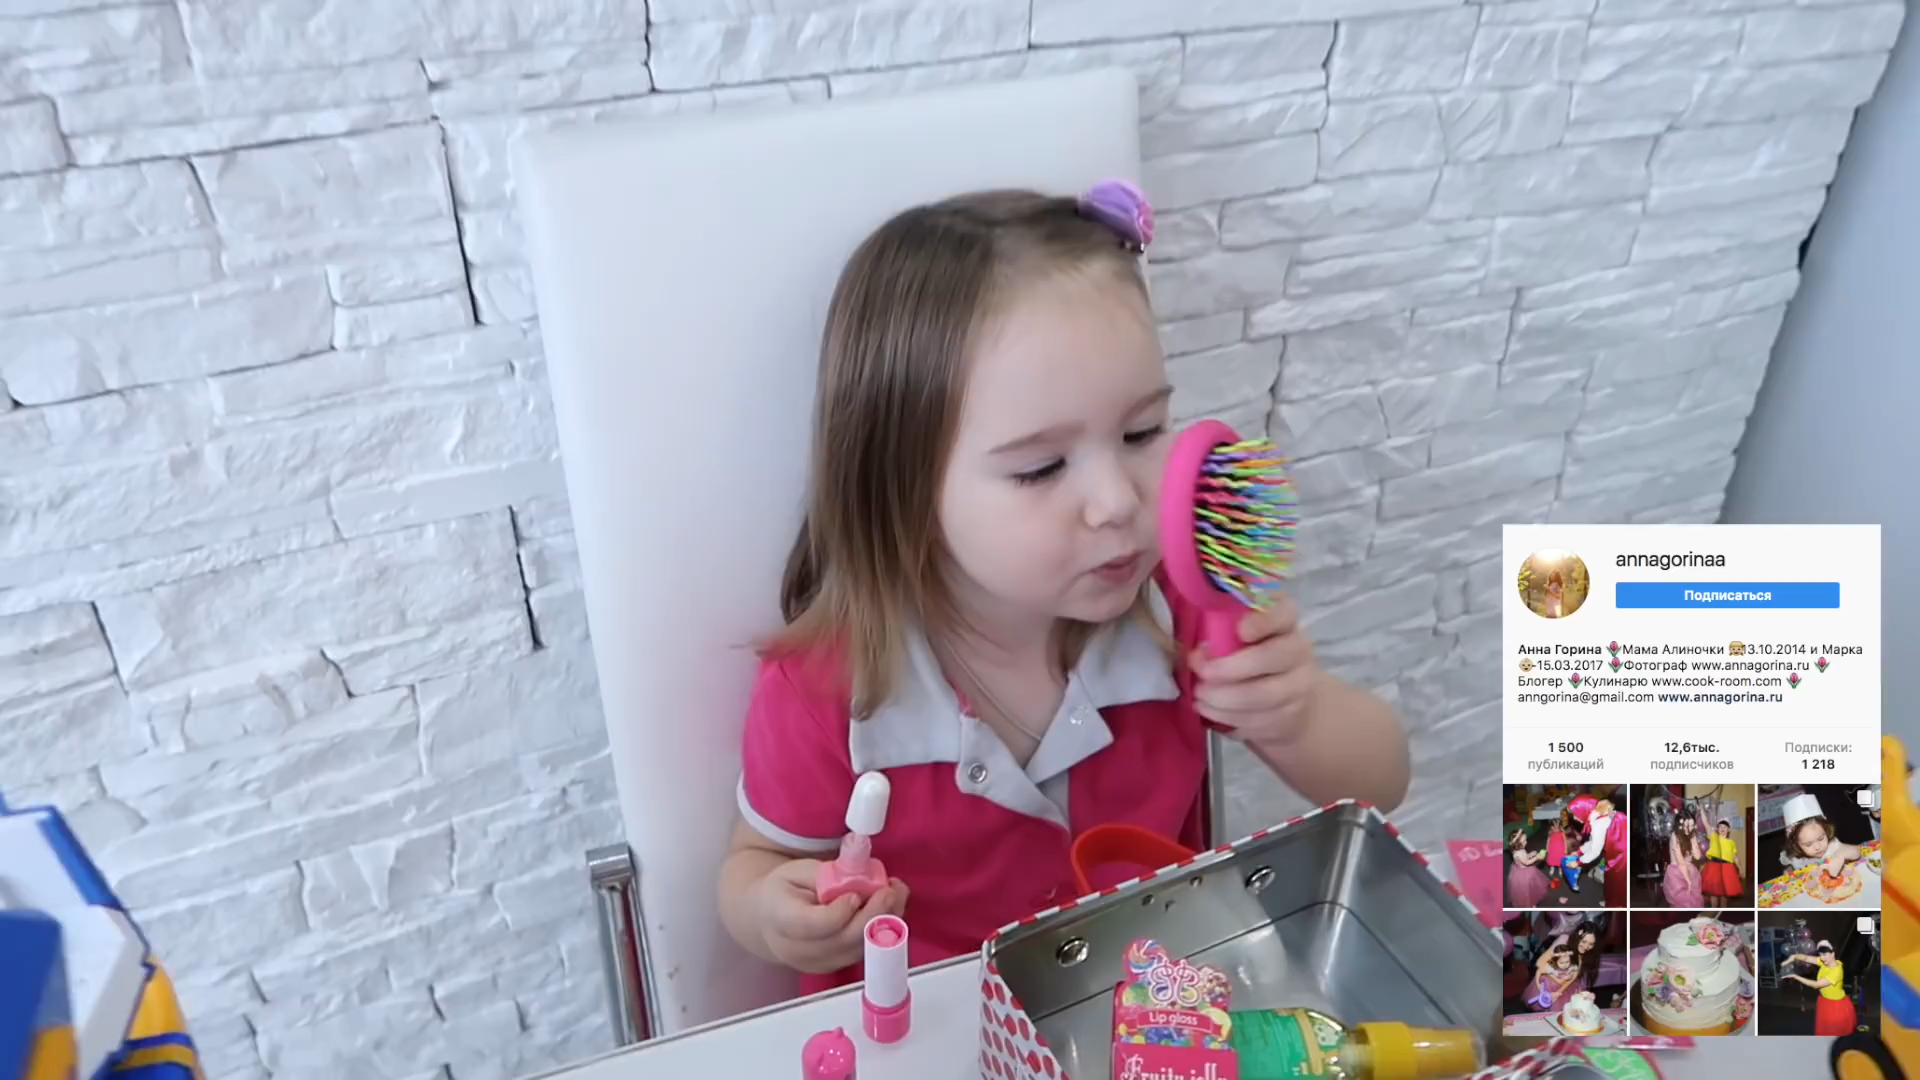 annagorinaa
Подписаться
Анна Горина 🌷Мама Алиночки 👧13.10.2014 и Марка
👶-15.03.2017 🌷Фотограф www.annagorina.ru 🌷
Блогер 🌷Кулинарю www.cook-room.com 🌷
anngorina@gmail.com www.annagorina.ru
1 500
публикаций
12,6тыс.
подписчиков
Подписки:
1 218
Lip gloss
Fruity jelly